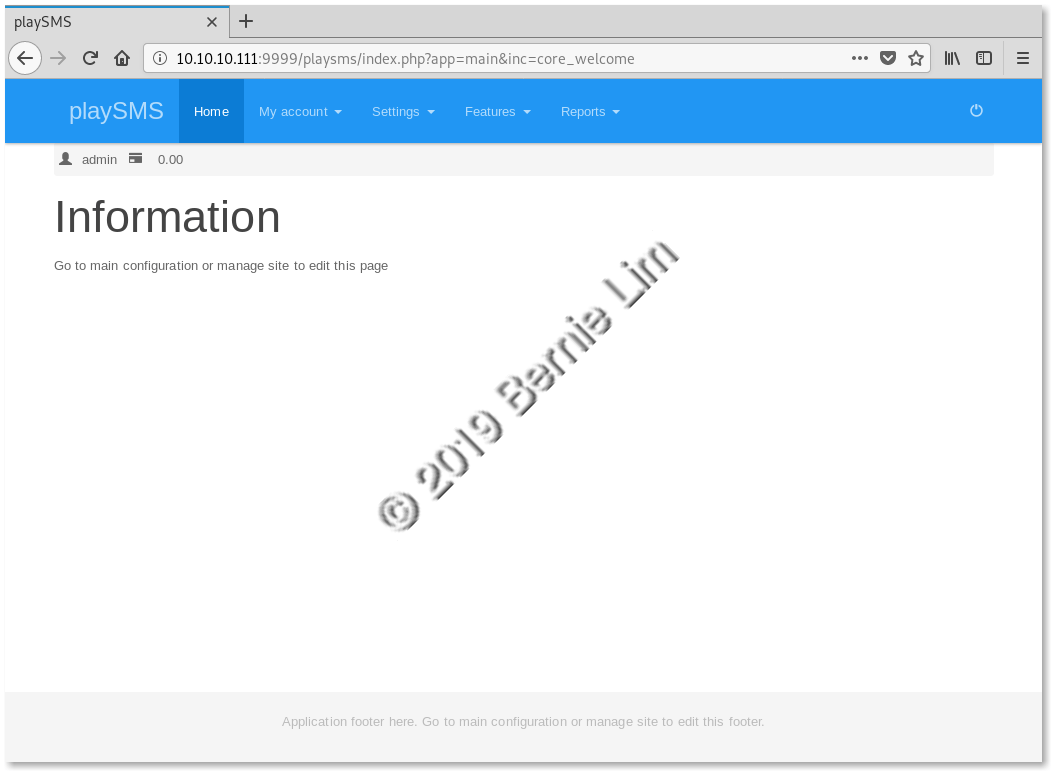 playSMS
10.10.10.111:9999/playsms/index.php?app=main&inc=core_welcome
playSMS Home My account Settings Features Reports
admin 0.00
Information
Go to main configuration or manage site to edit this page
© 2019 Bernie Lim
Application footer here. Go to main configuration or manage site to edit this footer.